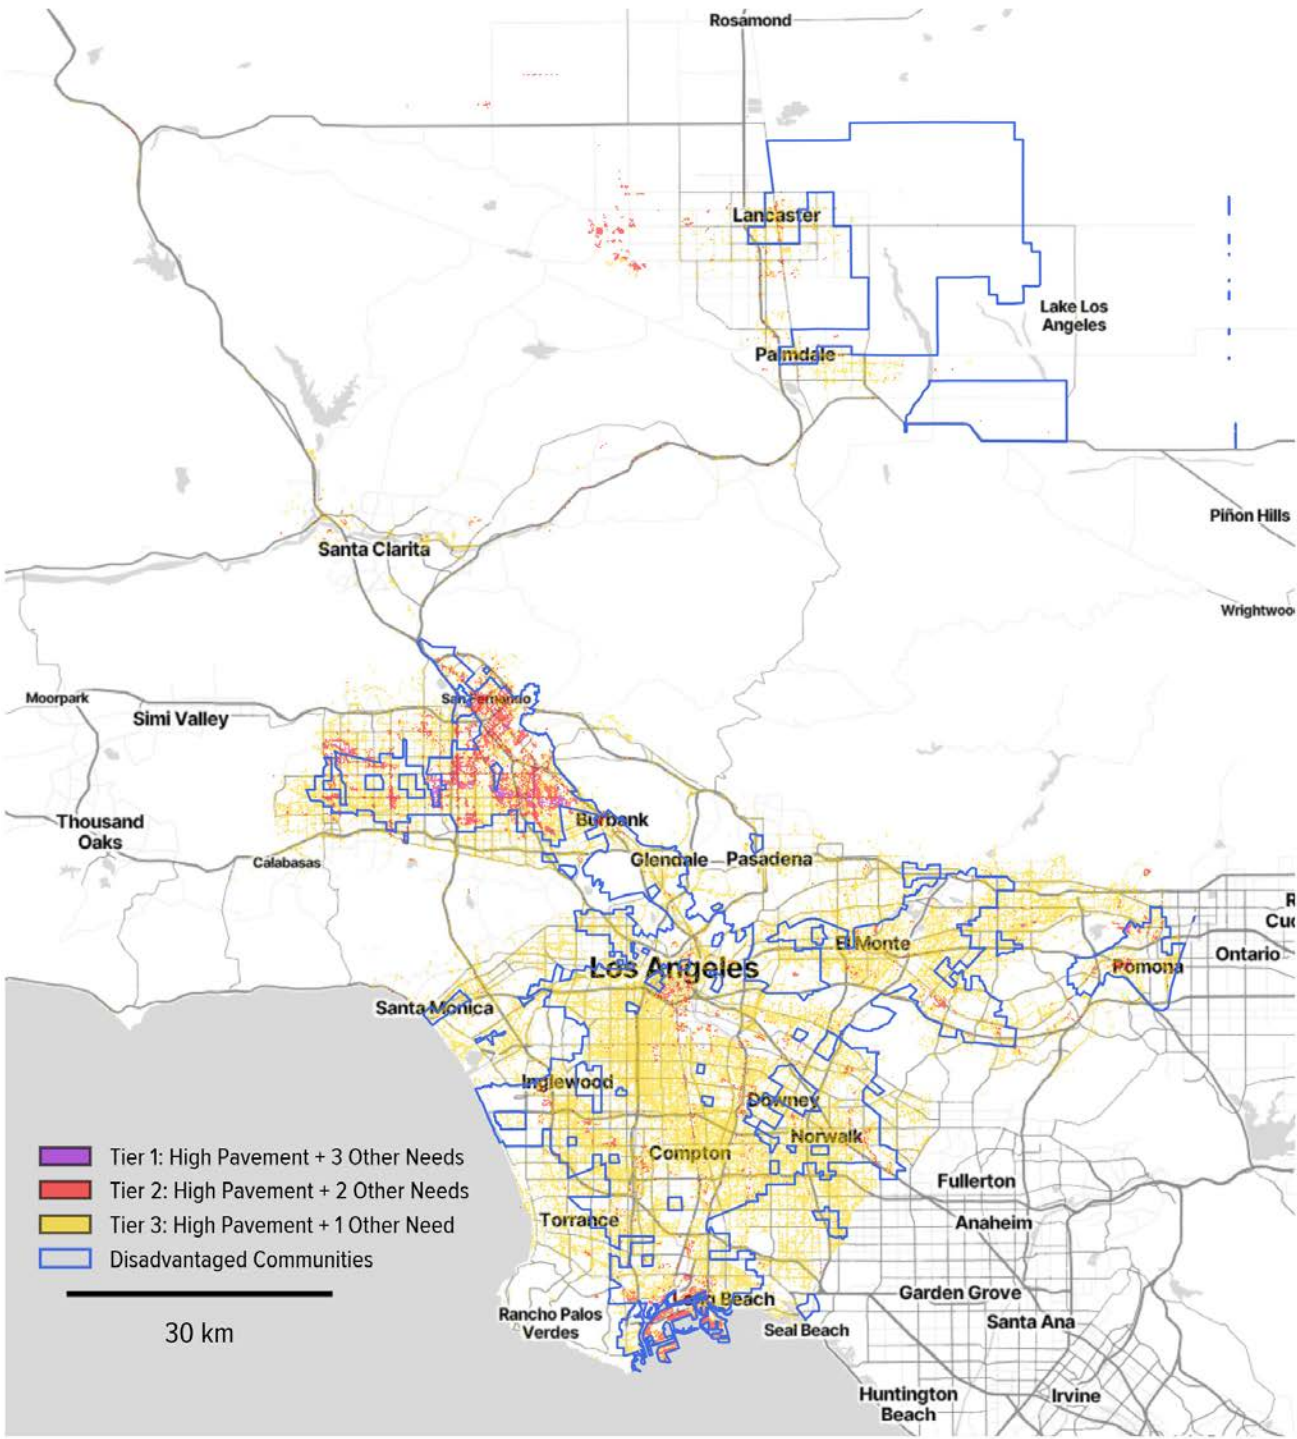 Rosamond
Lancaster
Lake Los
Angeles
Palmdale
Piñon Hills
Santa Clarita
Wrightwoo
Moorpark
San Fernando
Simi Valley
Thousand
Oaks
Burbank
Calabasas
Glendale
Pasadena
R
Cuc
El Monte
Ontario
Los Angeles
Pomona
Santa Monica
Inglewood
Downey
Norwalk
Compton
Fullerton
Torrance
Anaheim
Tier 1: High Pavement + 3 Other Needs
Tier 2: High Pavement + 2 Other Needs
Tier 3: High Pavement + 1 Other Need
Disadvantaged Communities
30 km
Long Beach
Garden Grove
Rancho Palos
Verdes
Seal Beach
Santa Ana
Huntington
Beach
Irvine